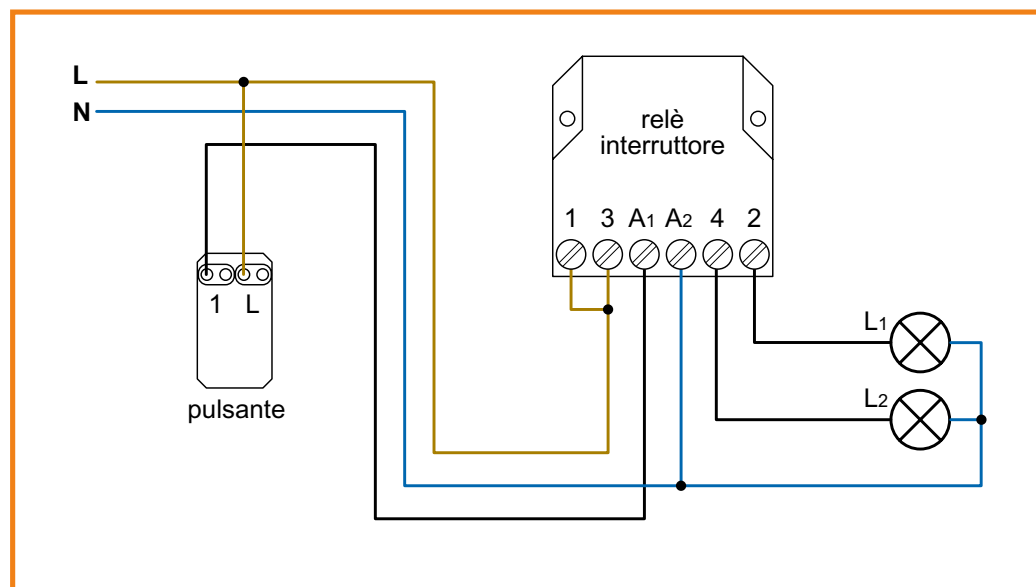 L
N
relè
interruttore
1 3 A1 A2 4 2
1 L
pulsante
L1
L2